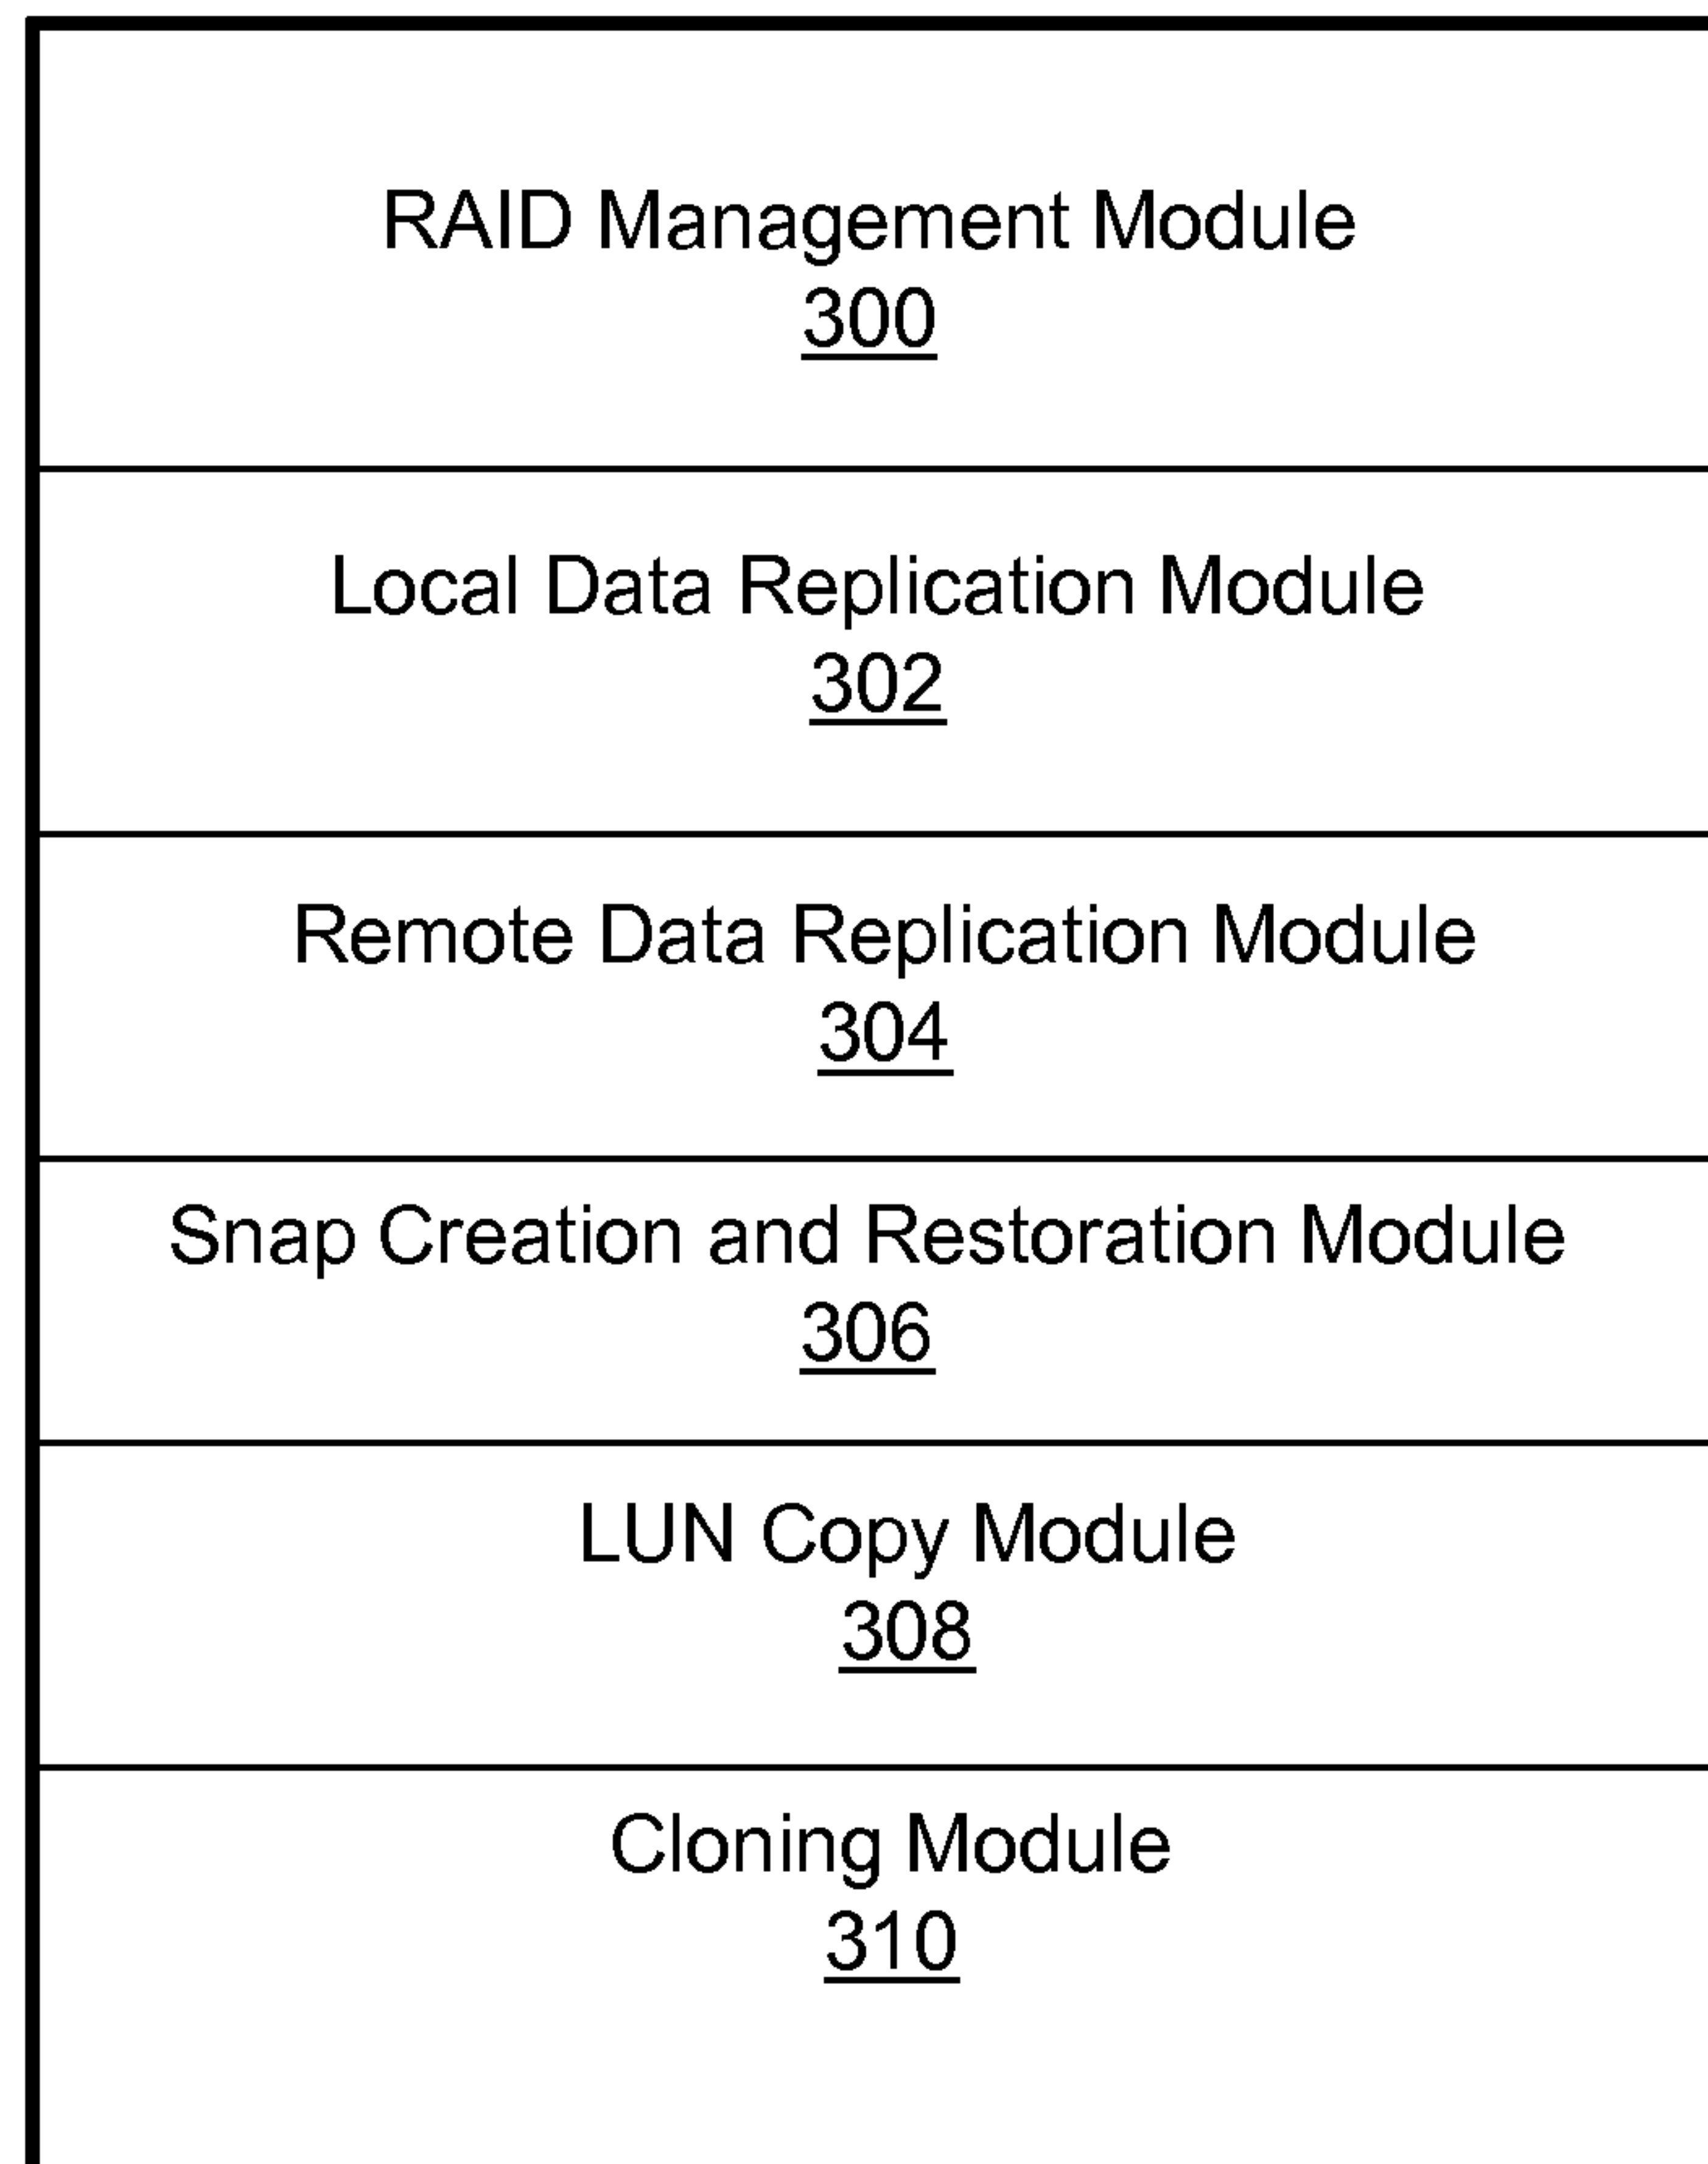 RAID Management Module
300
Local Data Replication Module
302
Remote Data Replication Module
304
Snap Creation and Restoration Module
306
LUN Copy Module
308
Cloning Module
310